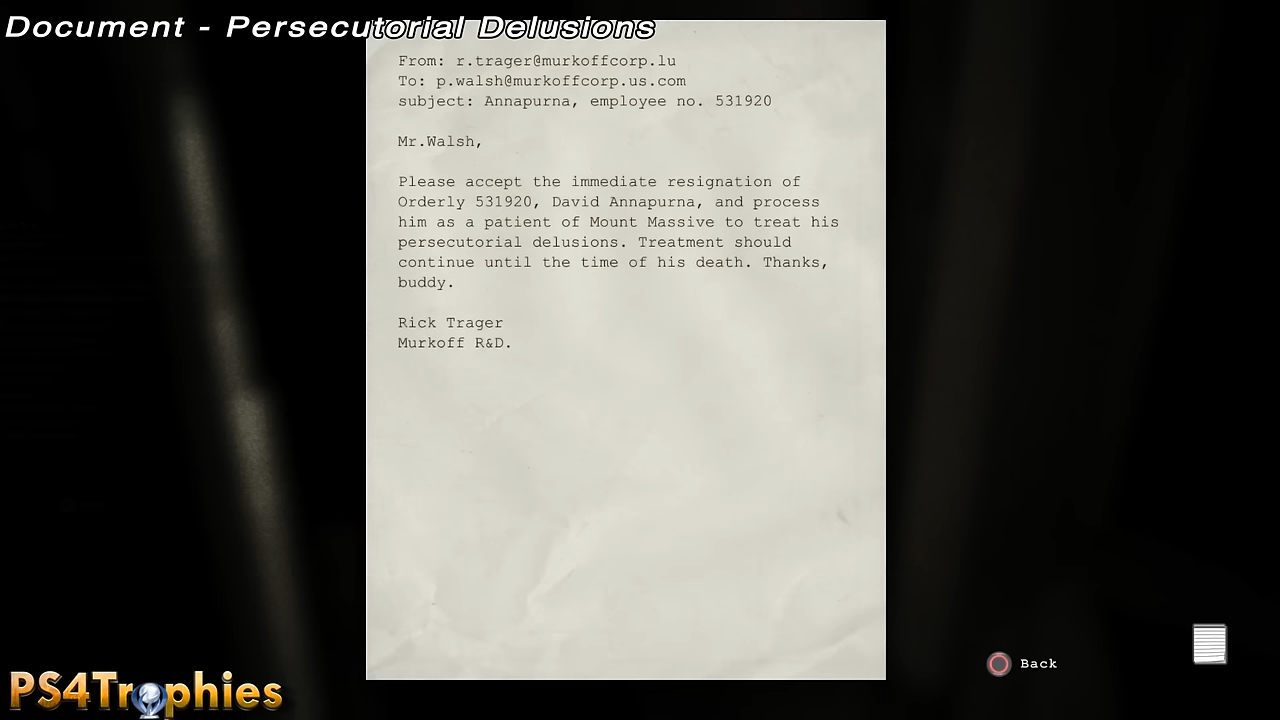 Document - Persecutorial Delusions
From: r.trager@murkoffcorp.lu
To: p.walsh@murkoffcorp.us.com
subject: Annapurna, employee no. 531920
Mr.Walsh,
Please accept the immediate resignation of
Orderly 531920, David Annapurna, and process
him as a patient of Mount Massive to treat his
persecutorial delusions. Treatment should
continue until the time of his death. Thanks,
buddy.
Rick Trager
Murkoff R&D.
Back
PS4Trophies